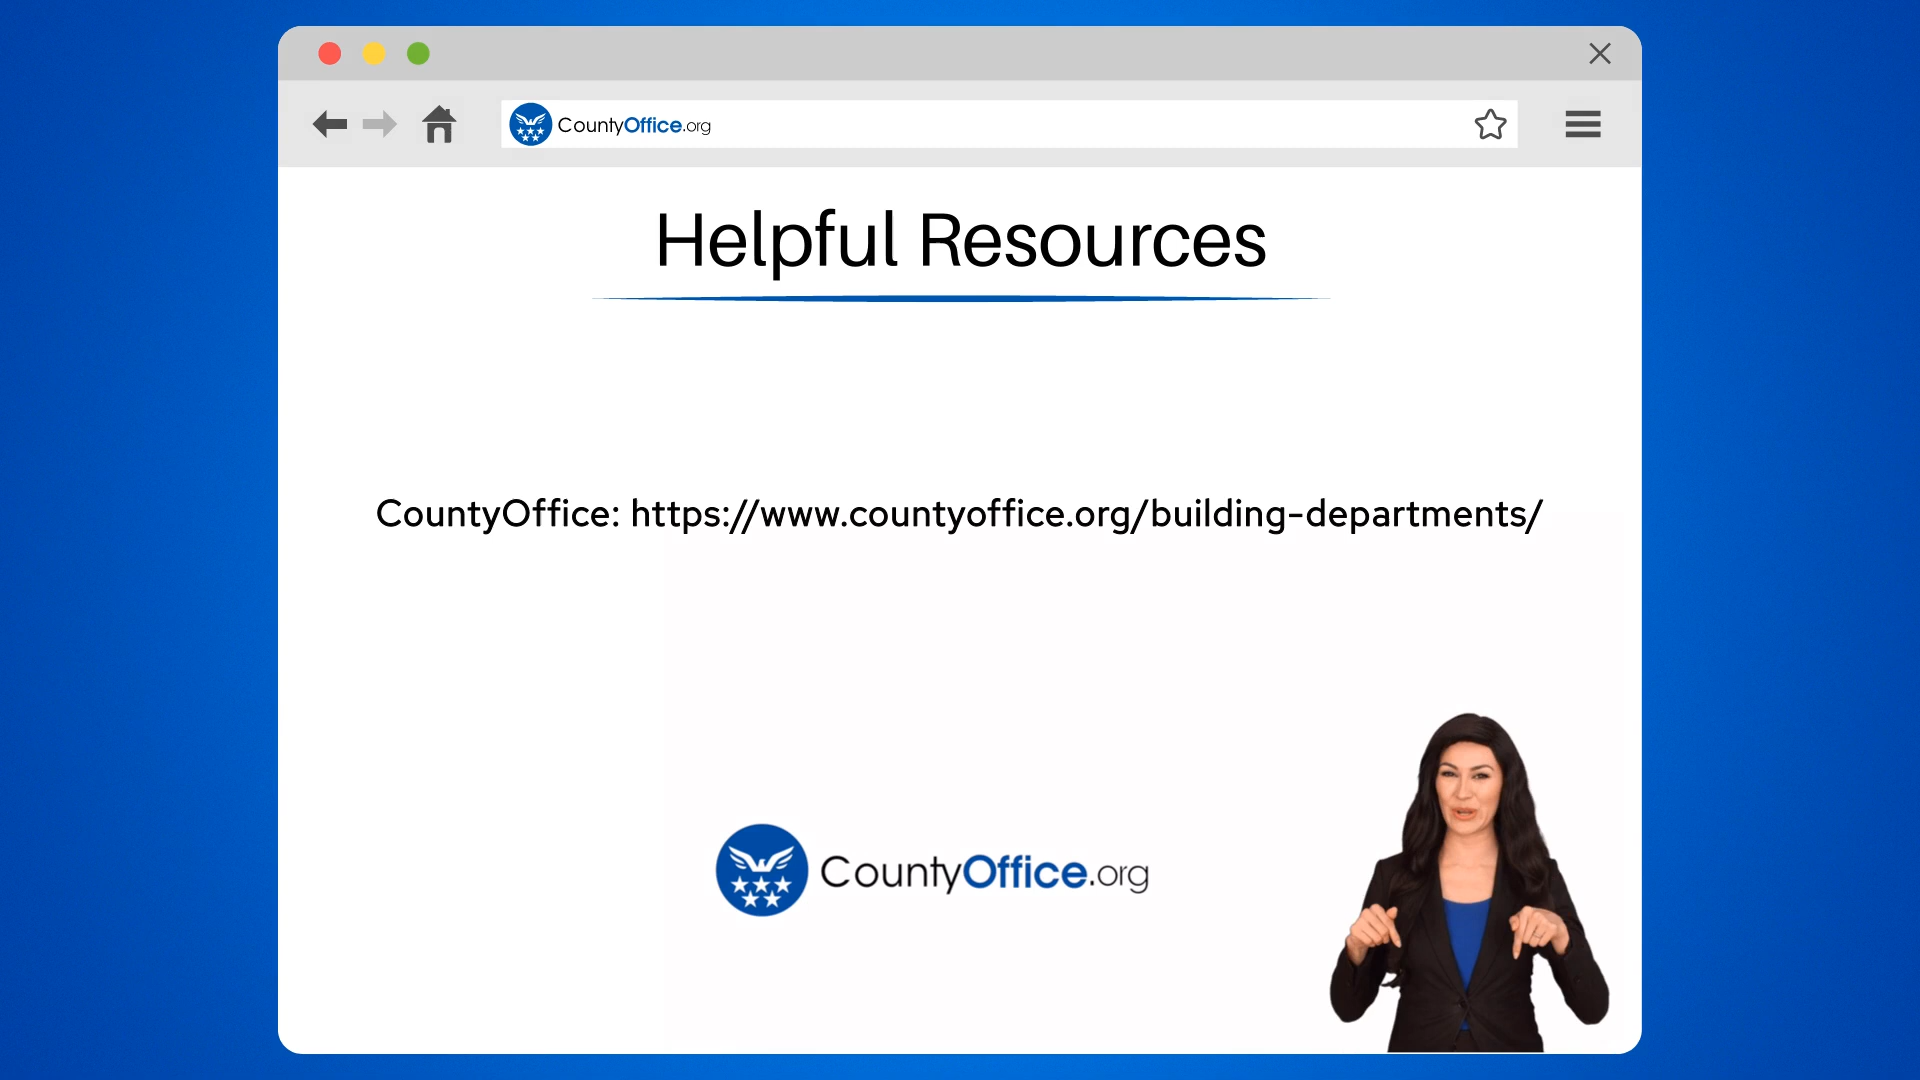 CountyOffice.org
Helpful Resources
CountyOffice: https://www.countyoffice.org/building-departments/
CountyOffice.org